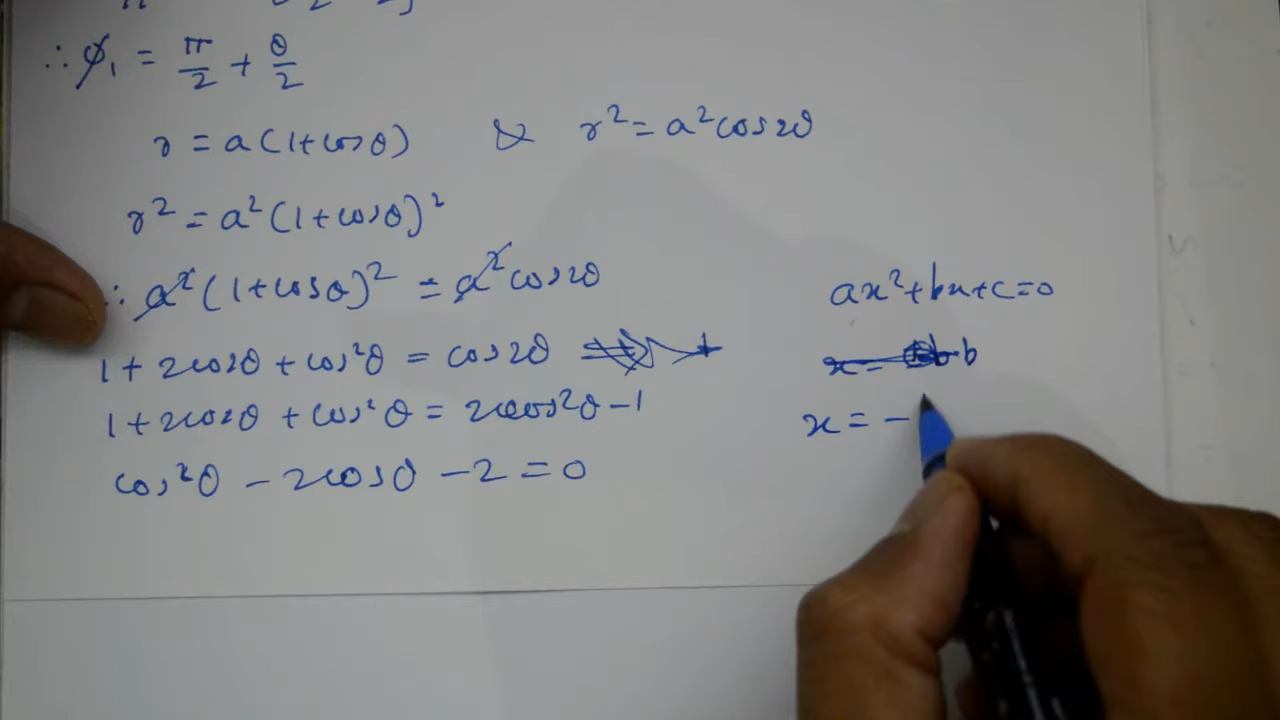 ∴ φ₁ = π/2 + θ/2
r = a(1+cosθ) & r² = a²cos2θ
r² = a²(1+cosθ)²
∴ a²(1+cosθ)² = a²cos2θ
1+2cosθ+cos²θ = cos2θ
1+2cosθ+cos²θ = 2cos²θ-1
cos²θ - 2cosθ - 2 = 0
ax²+bx+c=0
x = b
x = -